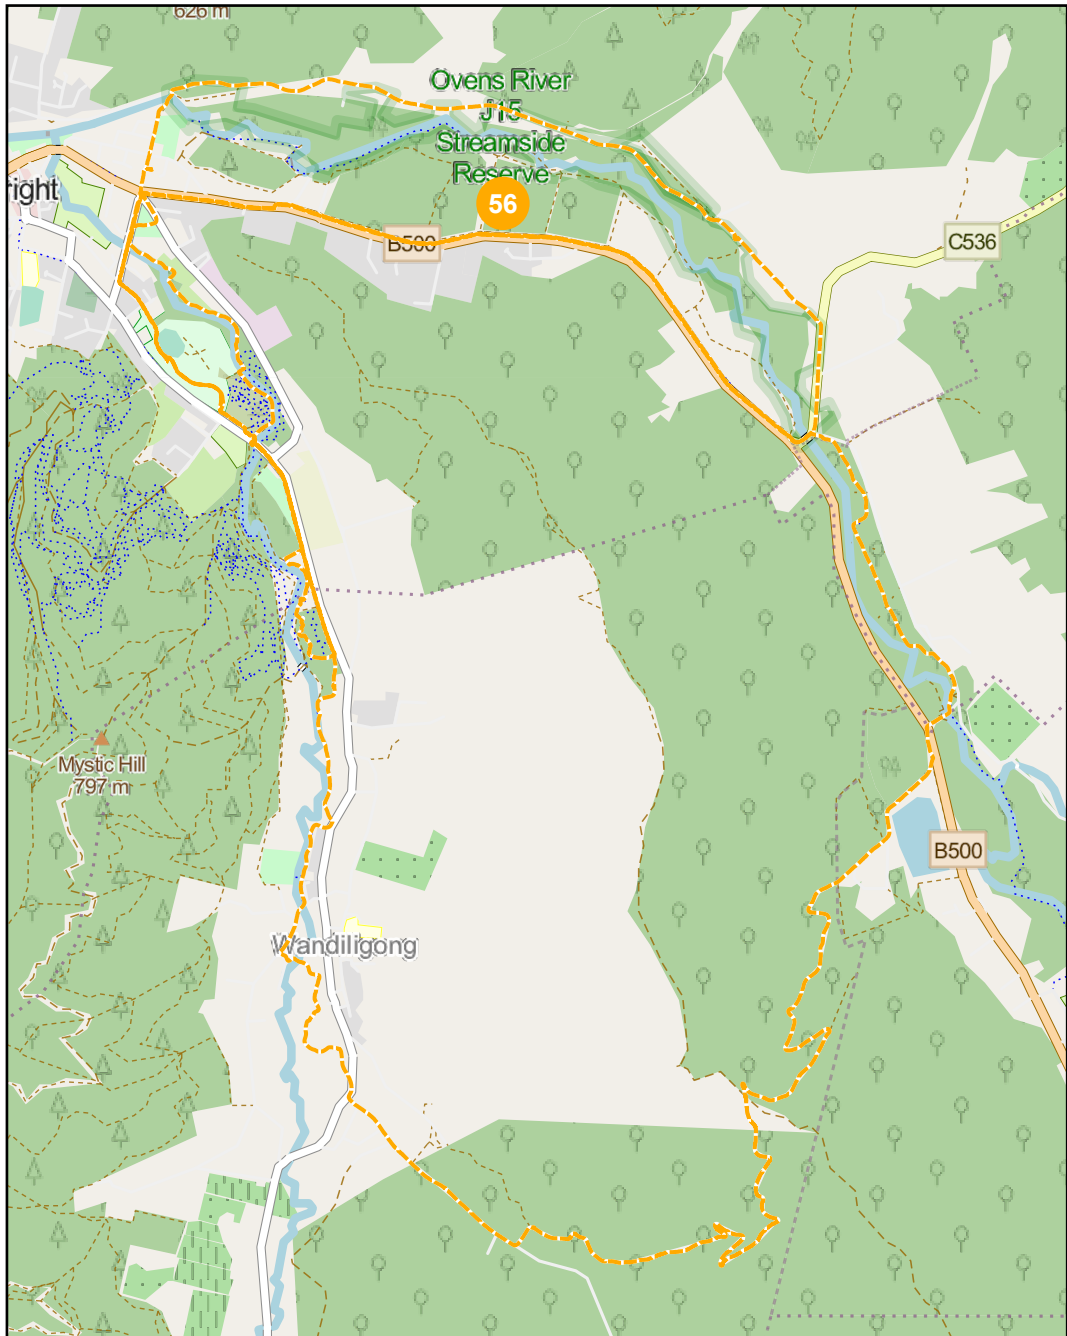 626 m
Ovens River
J15
Streamside
Reserve
right
56
B500
C536
Mystic Hill
797 m
B500
Wandiligong